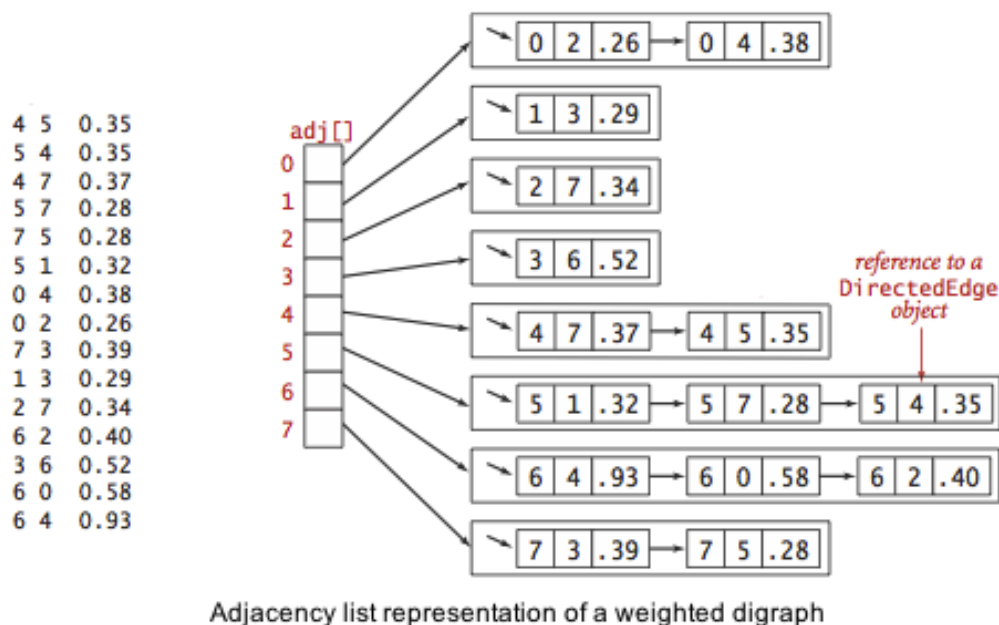 4 5 0.35
5 4 0.35
4 7 0.37
5 7 0.28
7 5 0.28
5 1 0.32
0 4 0.38
0 2 0.26
7 3 0.39
1 3 0.29
2 7 0.34
6 2 0.40
3 6 0.52
6 0 0.58
6 4 0.93
adj[]
0
1
2
3
4
5
6
7
0 2 .26 0 4 .38
1 3 .29
2 7 .34
3 6 .52
reference to a
DirectedEdge
object
4 7 .37 4 5 .35
5 1 .32 5 7 .28 5 4 .35
6 4 .93 6 0 .58 6 2 .40
7 3 .39 7 5 .28
Adjacency list representation of a weighted digraph